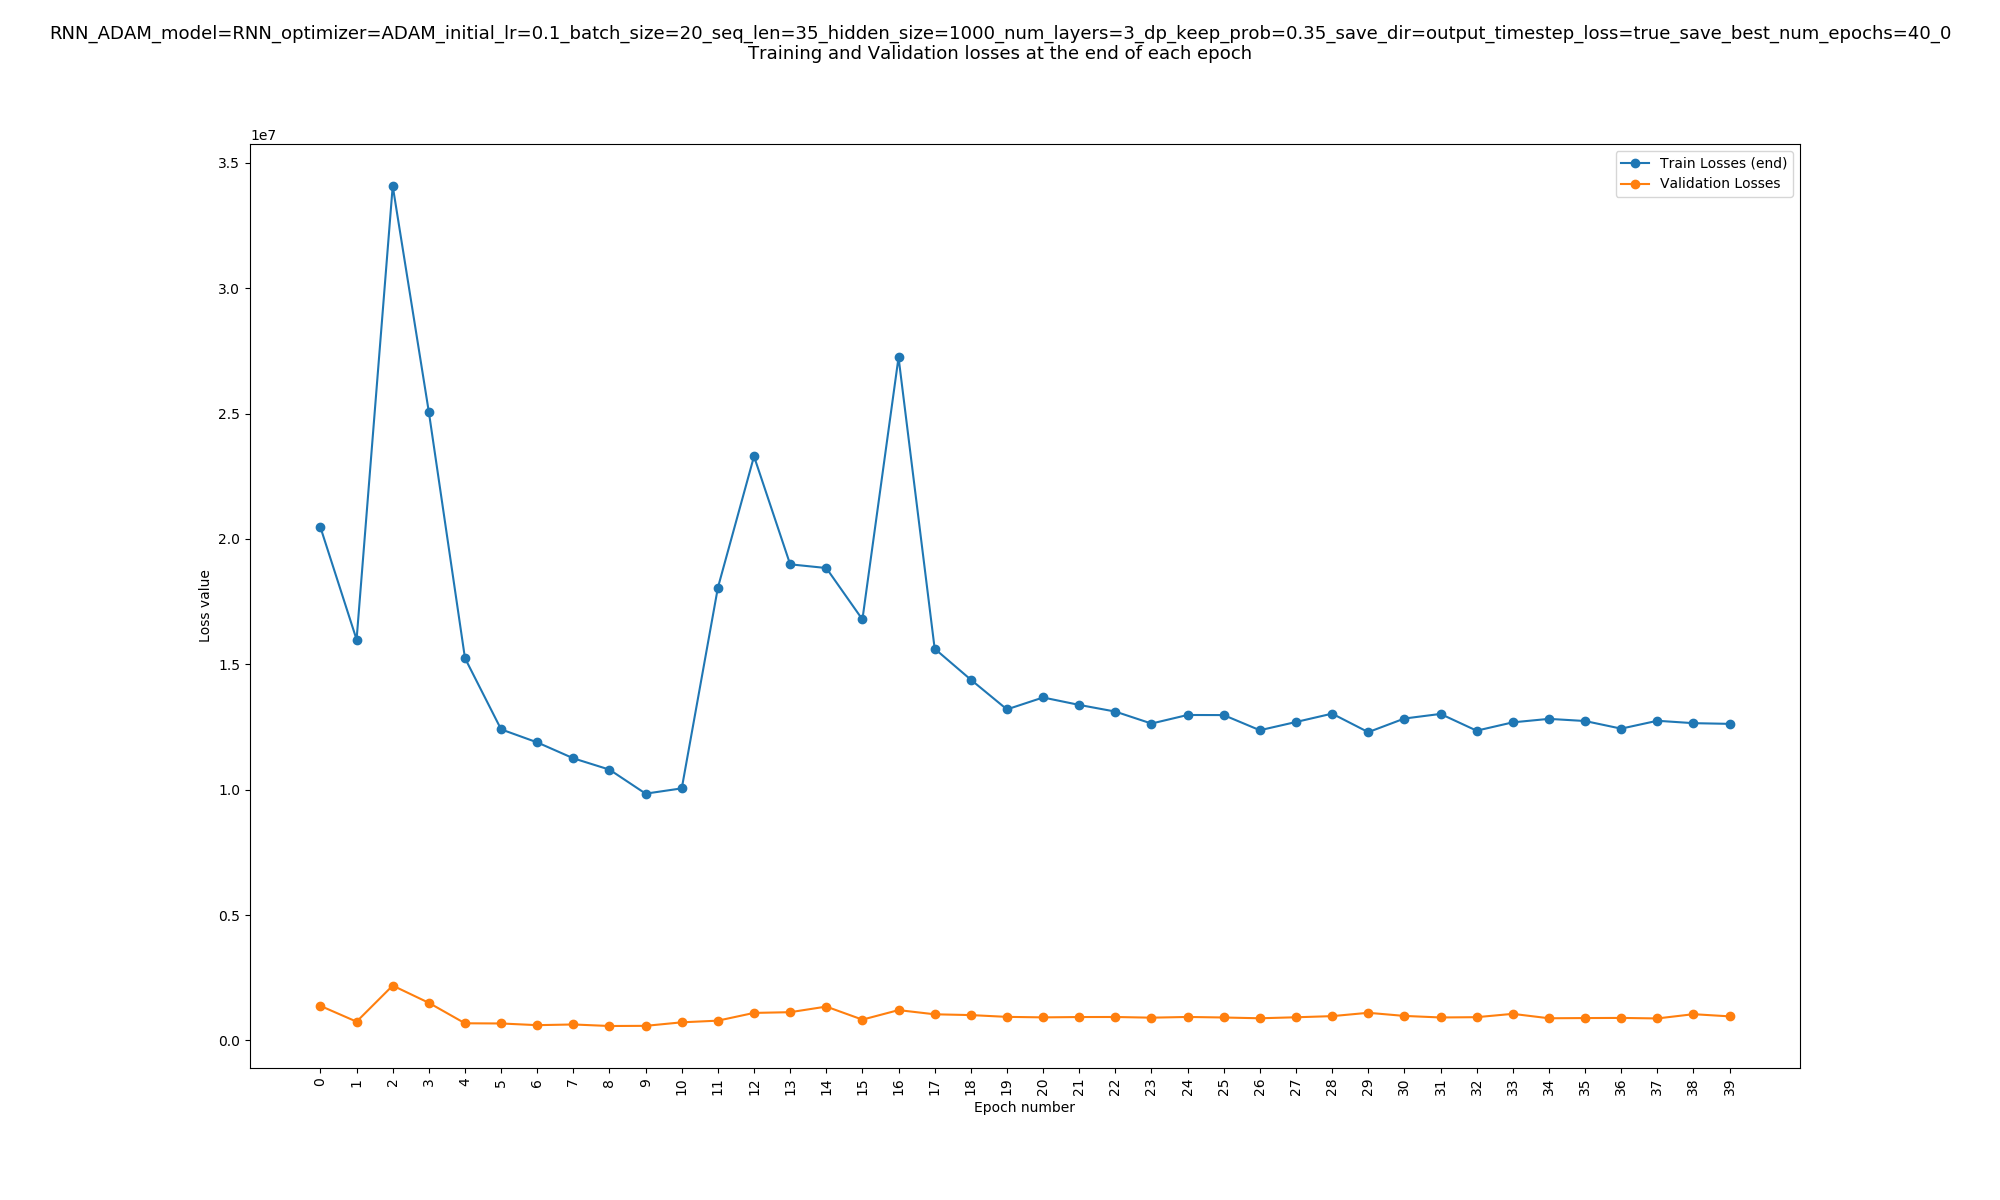 RNN_ADAM_model=RNN_optimizer=ADAM_initial_lr=0.1_batch_size=20_seq_len=35_hidden_size=1000_num_layers=3_dp_keep_prob=0.35_save_dir=output_timestep_loss=true_save_best_num_epochs=40_0
Training and Validation losses at the end of each epoch
1e7
Train Losses (end)
Validation Losses
3.5
3.0
2.5
2.0
1.5
1.0
0.5
0.0
Loss value
0 1 2 3 4 5 6 7 8 9 10 11 12 13 14 15 16 17 18 19 20 21 22 23 24 25 26 27 28 29 30 31 32 33 34 35 36 37 38 39
Epoch number